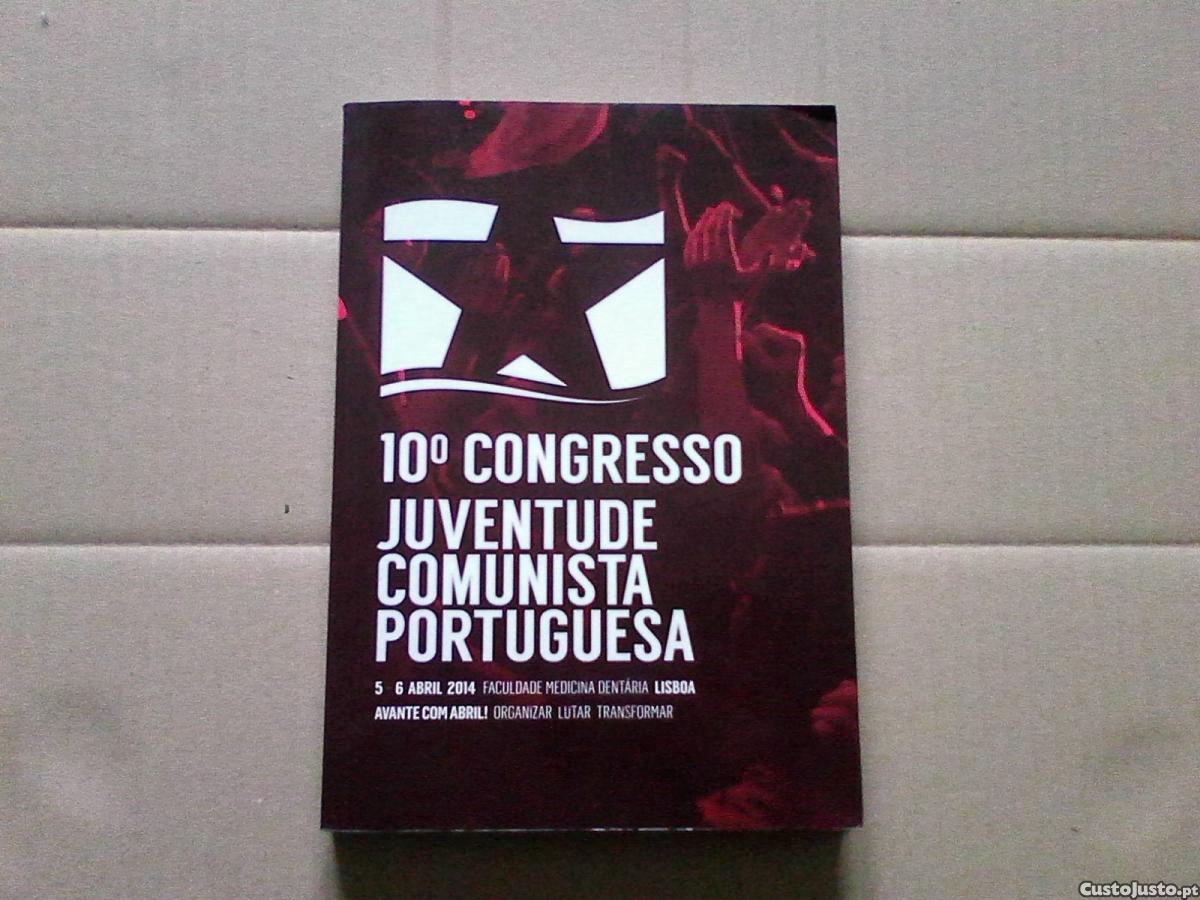 10º CONGRESSO
JUVENTUDE
COMUNISTA
PORTUGUESA
5 - 6 ABRIL 2014 FACULDADE MEDICINA DENTÁRIA LISBOA
AVANTE COM ABRIL! ORGANIZAR LUTAR TRANSFORMAR
CustoJusto.pt